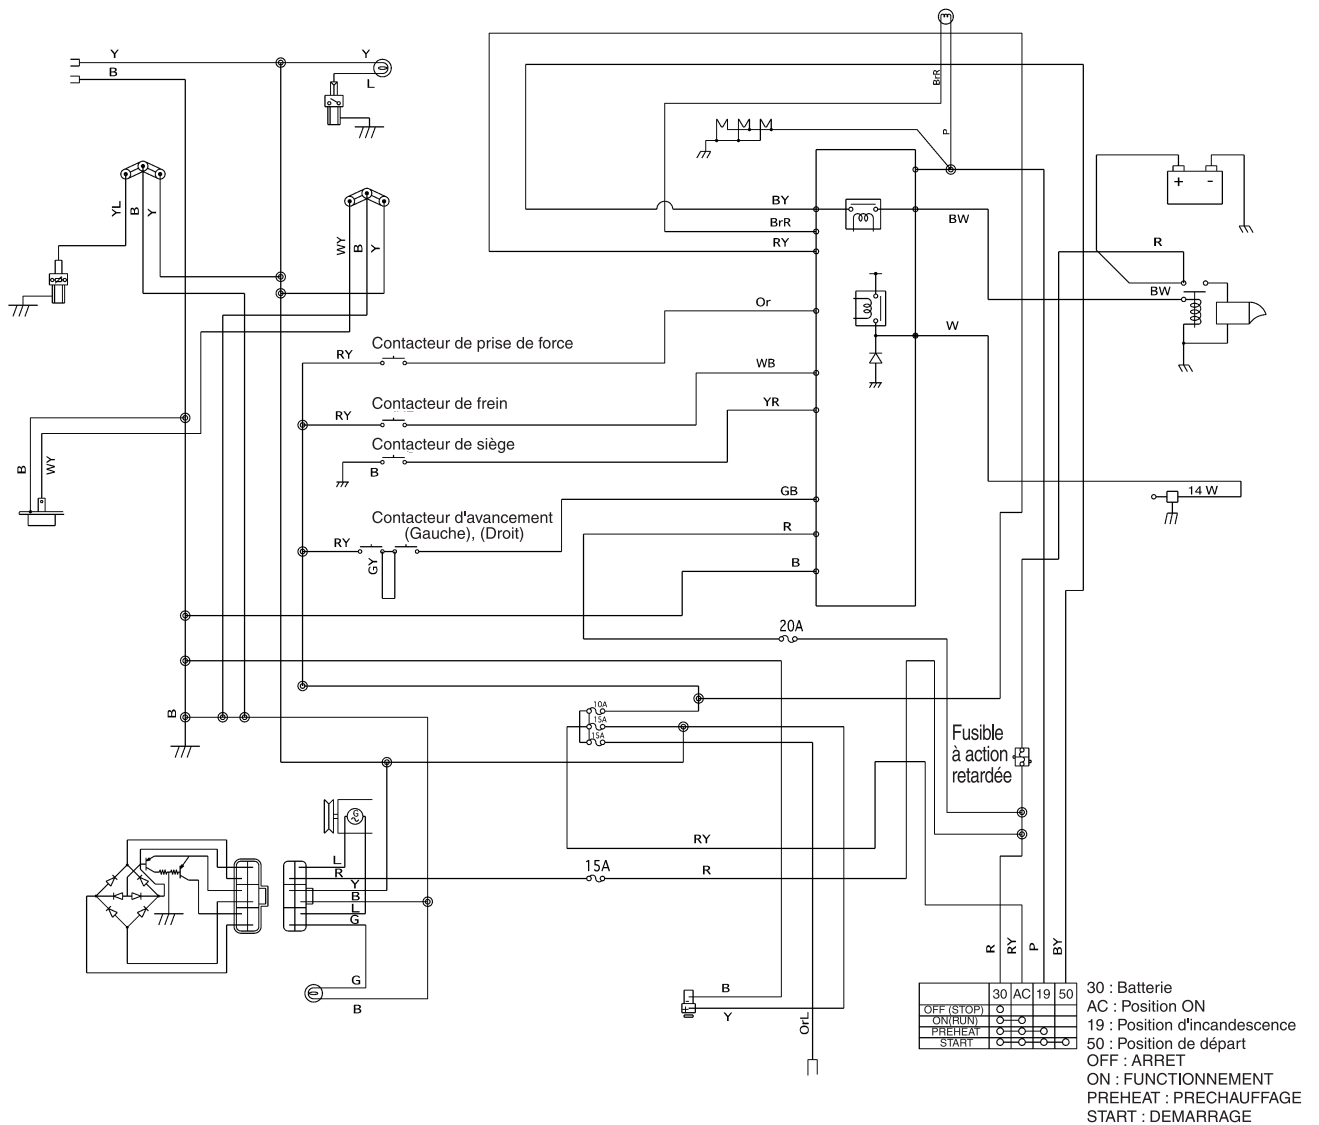 Y
B
Y
L
BrR
P
YL
B
Y
WY
B
Y
BY
BrR
RY
BW
R
BW
+ -
Or
W
Contacteur de prise de force
RY
WB
Contacteur de frein
RY
YR
Contacteur de siège
B
B
WY
GB
14 W
Contacteur d'avancement
(Gauche), (Droit)
R
RY
GY
B
20A
B
10A
15A
15A
Fusible
à action
retardée
G
RY
L
R
15A
R
Y
B
L
G
R
RY
P
BY
G
B
B
Y
OrL
30 AC 19 50
OFF (STOP)
ON(RUN)
PREHEAT
START
30 : Batterie
AC : Position ON
19 : Position d'incandescence
50 : Position de départ
OFF : ARRET
ON : FUNCTIONNEMENT
PREHEAT : PRECHAUFFAGE
START : DEMARRAGE